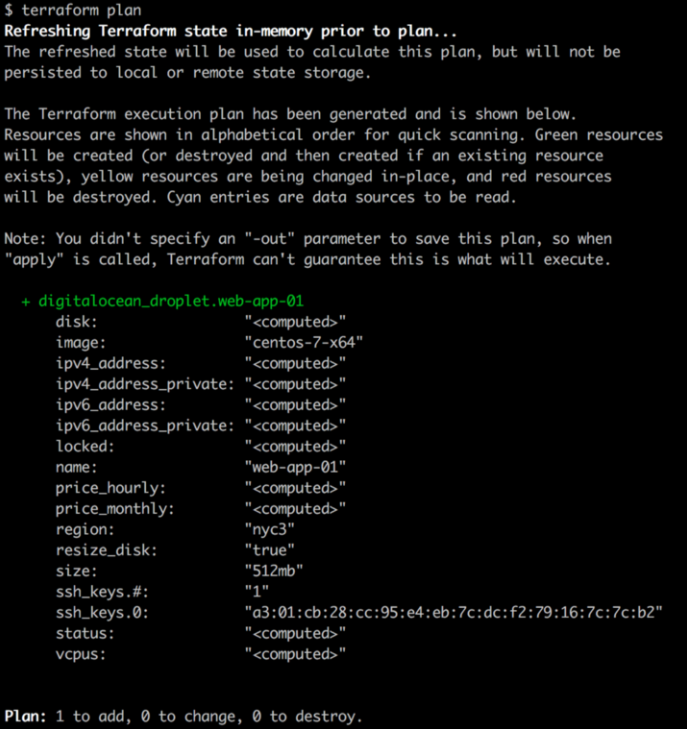 $ terraform plan
Refreshing Terraform state in-memory prior to plan...
The refreshed state will be used to calculate this plan, but will not be
persisted to local or remote state storage.
The Terraform execution plan has been generated and is shown below.
Resources are shown in alphabetical order for quick scanning. Green resources
will be created (or destroyed and then created if an existing resource
exists), yellow resources are being changed in-place, and red resources
will be destroyed. Cyan entries are data sources to be read.
Note: You didn't specify an "-out" parameter to save this plan, so when
"apply" is called, Terraform can't guarantee this is what will execute.
+ digitalocean_droplet.web-app-01
disk: "<computed>"
image: "centos-7-x64"
ipv4_address: "<computed>"
ipv4_address_private: "<computed>"
ipv6_address: "<computed>"
ipv6_address_private: "<computed>"
locked: "<computed>"
name: "web-app-01"
price_hourly: "<computed>"
price_monthly: "<computed>"
region: "nyc3"
resize_disk: "true"
size: "512mb"
ssh_keys.#: "1"
ssh_keys.0: "a3:01:cb:28:cc:95:e4:eb:7c:dc:f2:79:16:7c:7c:b2"
status: "<computed>"
vcpus: "<computed>"
Plan: 1 to add, 0 to change, 0 to destroy.